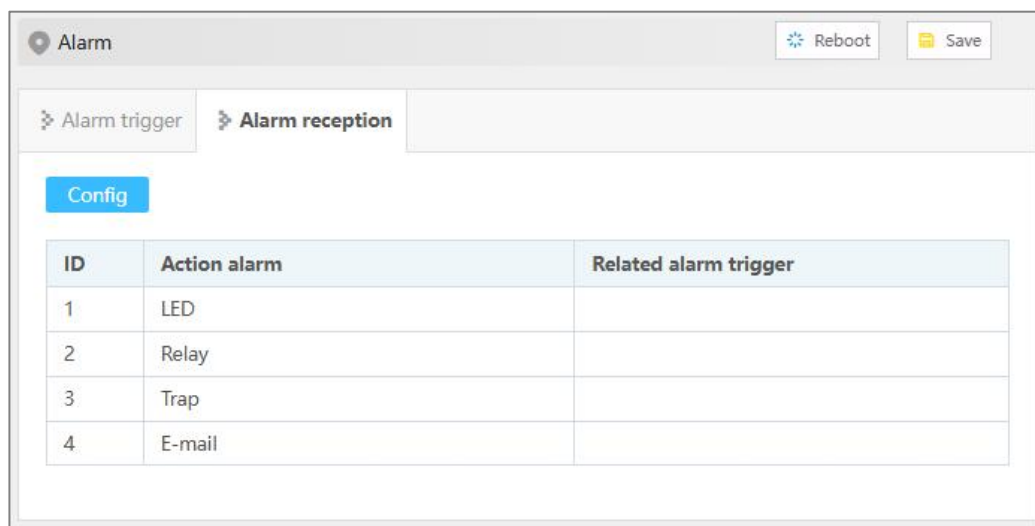 Alarm Reboot Save
Alarm trigger Alarm reception
Config
ID Action alarm Related alarm trigger
1 LED
2 Relay
3 Trap
4 E-mail